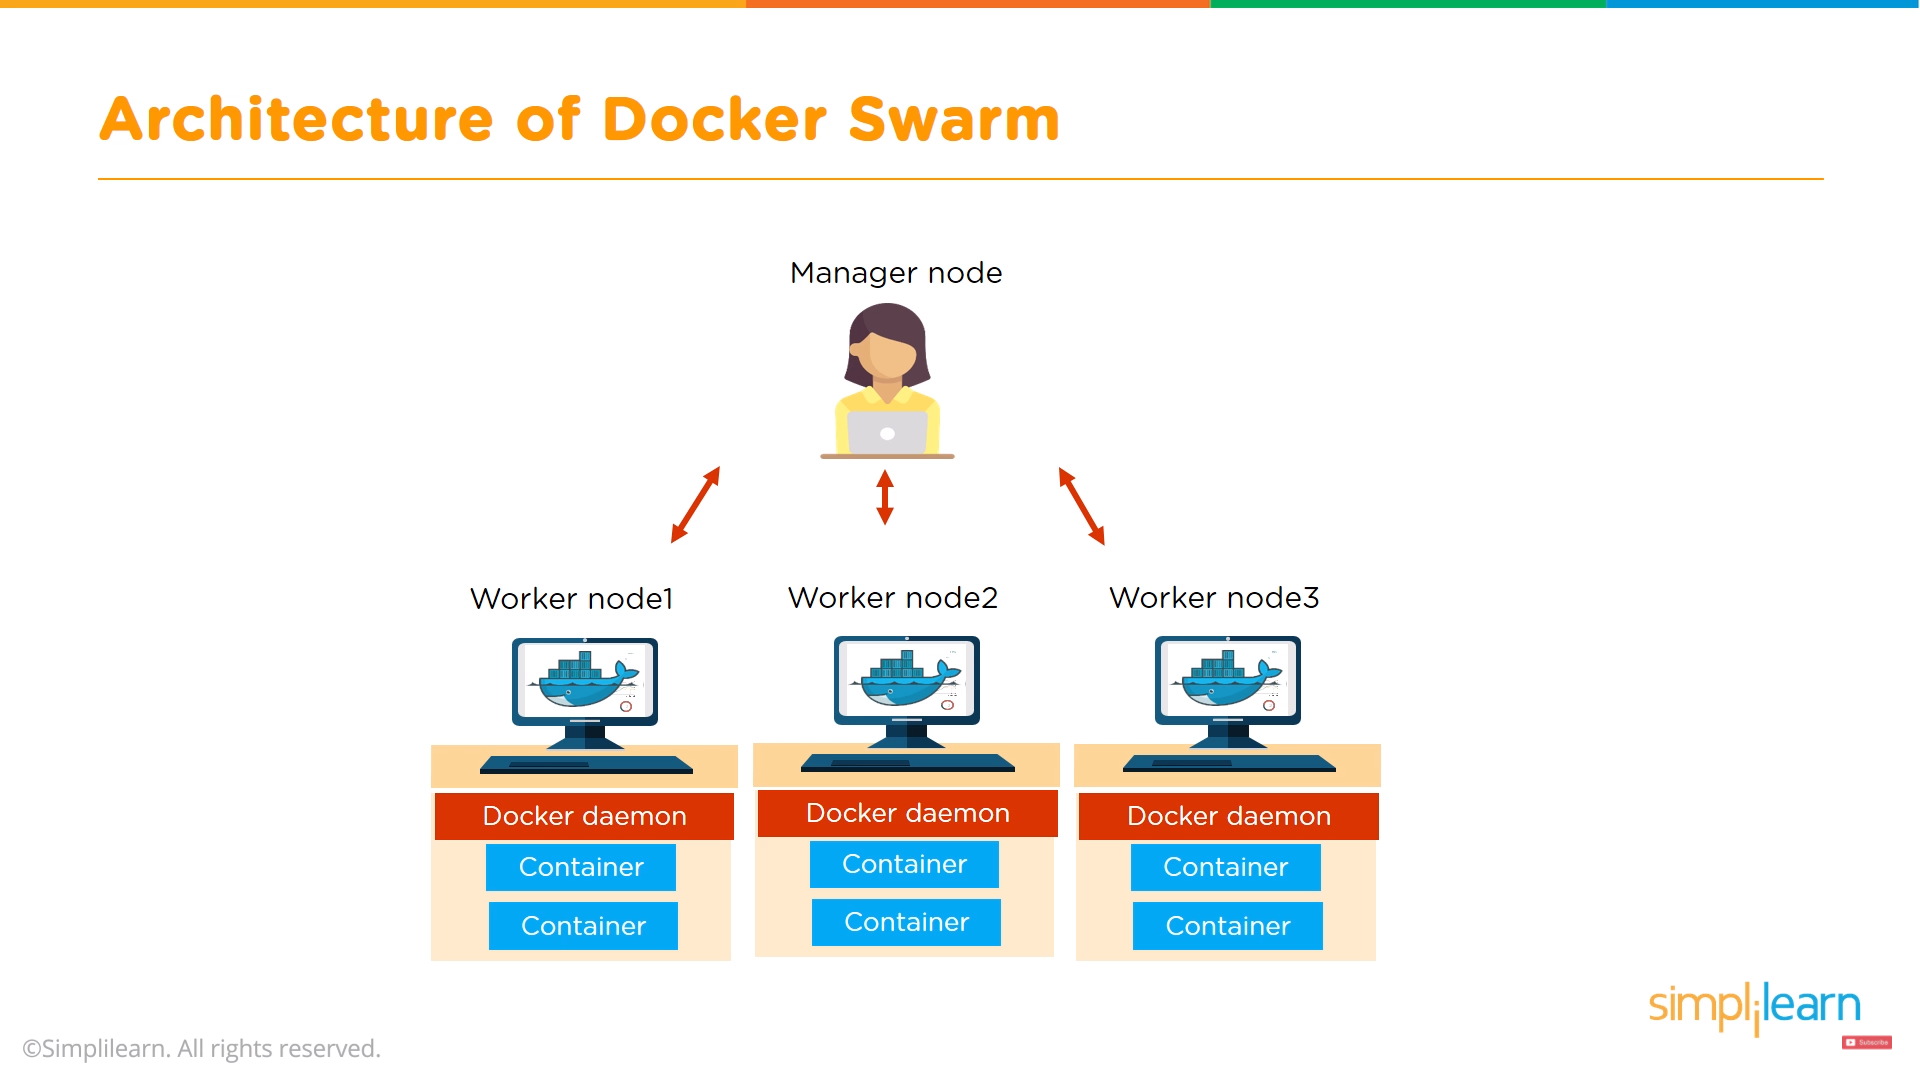 Architecture of Docker Swarm
Manager node
Worker node1
Worker node2
Worker node3
Docker daemon
Docker daemon
Docker daemon
Container
Container
Container
Container
Container
Container
simplilearn
Subscribe
©Simplilearn. All rights reserved.